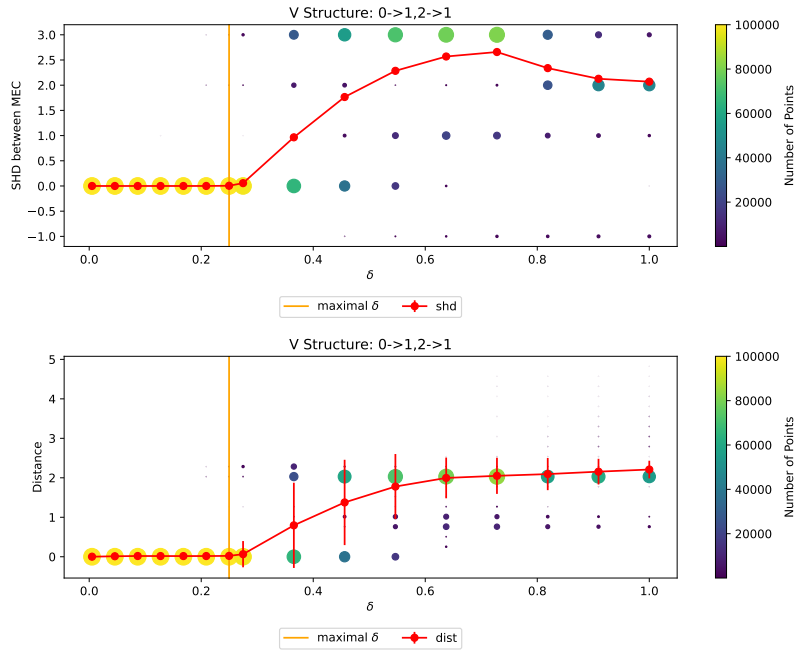 V Structure: 0->1,2->1
3.0
2.5
2.0
1.5
1.0
0.5
0.0
−0.5
−1.0
SHD between MEC
0.0 0.2 0.4 0.6 0.8 1.0
δ
100000
80000
60000
40000
20000
Number of Points
maximal δ shd
V Structure: 0->1,2->1
5
4
3
2
1
0
Distance
0.0 0.2 0.4 0.6 0.8 1.0
δ
100000
80000
60000
40000
20000
Number of Points
maximal δ dist